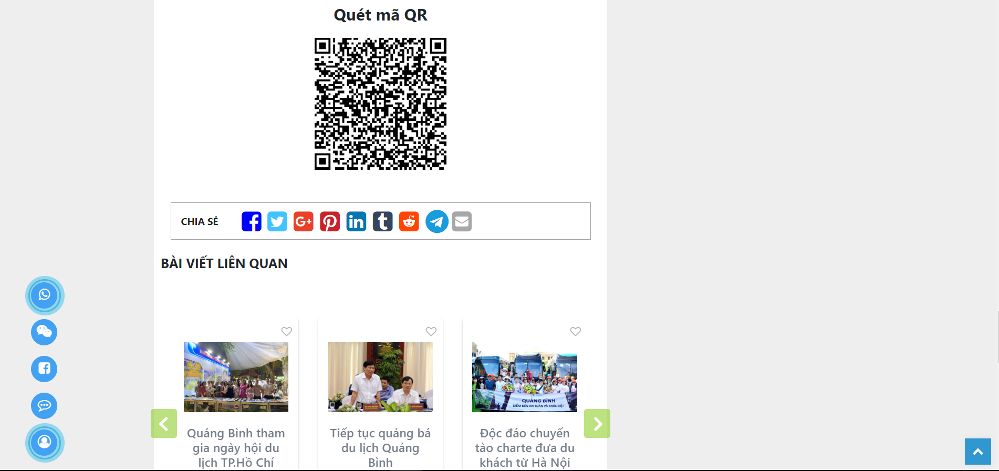 Quét mã QR
CHIA SẺ
BÀI VIẾT LIÊN QUAN
QUẢNG BÌNH
ĐIỂM ĐẾN AN TOÀN VÀ KHÁC BIỆT
Quảng Bình tham
gia ngày hội du
lịch TP.Hồ Chí
Tiếp tục quảng bá
du lịch Quảng
Bình
Độc đáo chuyến
tào charte đưa du
khách từ Hà Nội